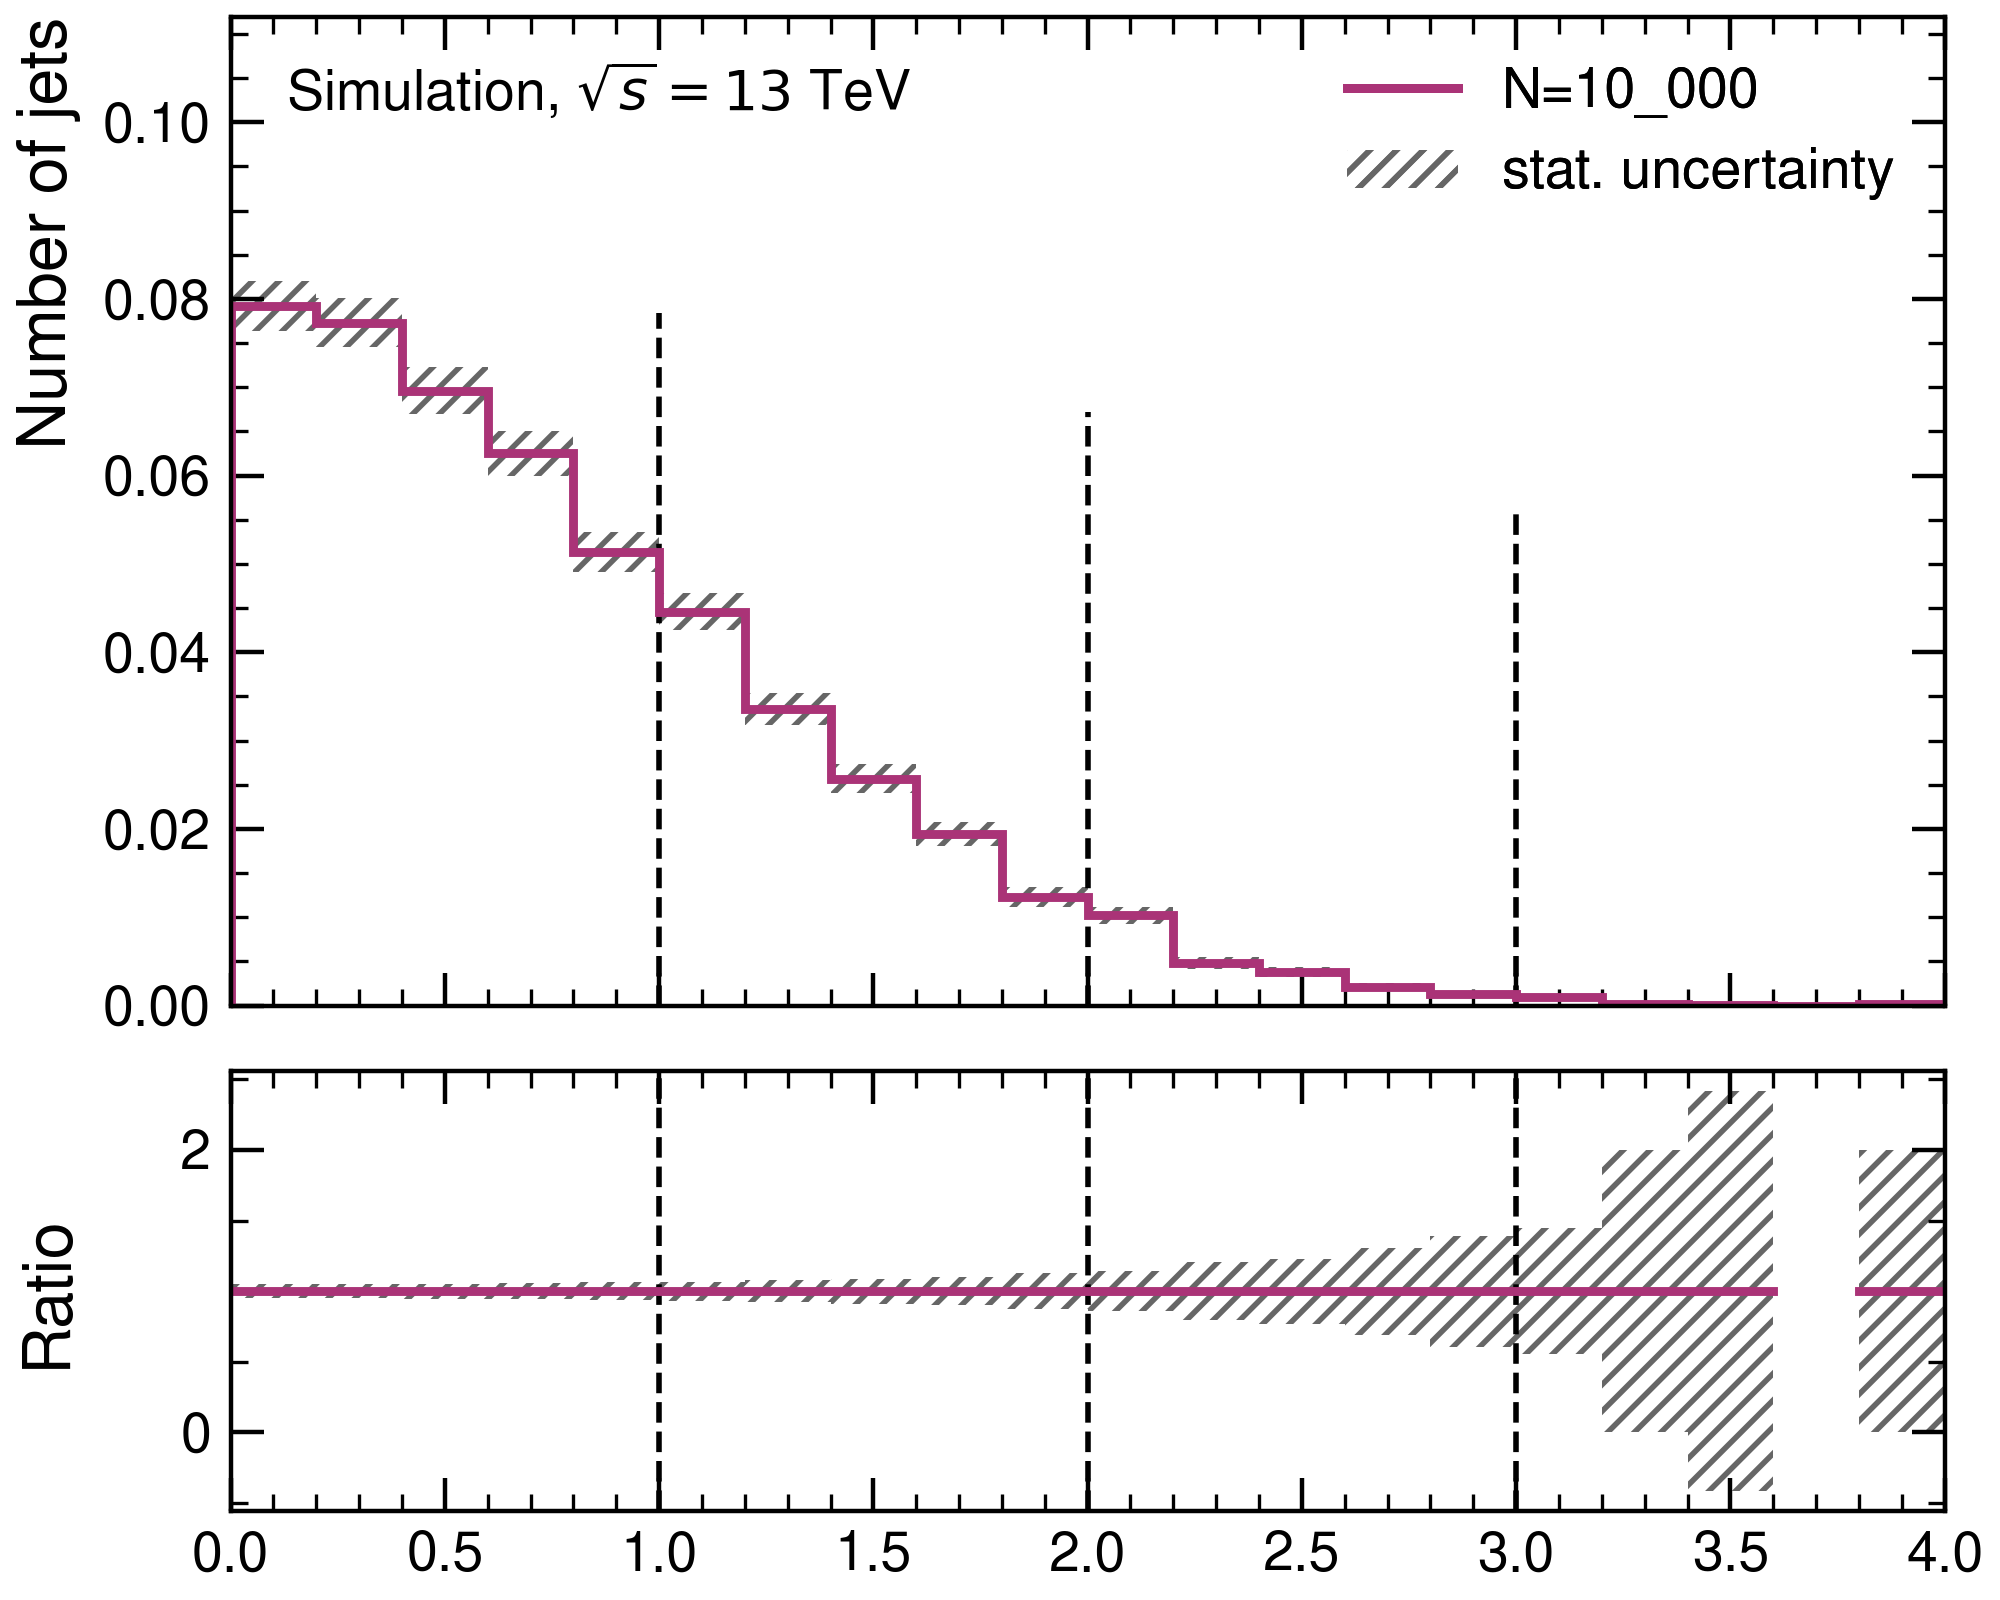 Number of jets
Simulation, √s = 13 TeV
N=10_000
stat. uncertainty
0.10
0.08
0.06
0.04
0.02
0.00
Ratio
2
0
0.0 0.5 1.0 1.5 2.0 2.5 3.0 3.5 4.0